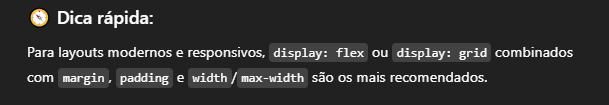 🧭 Dica rápida:
Para layouts modernos e responsivos, display: flex ou display: grid combinados
com margin, padding e width/max-width são os mais recomendados.